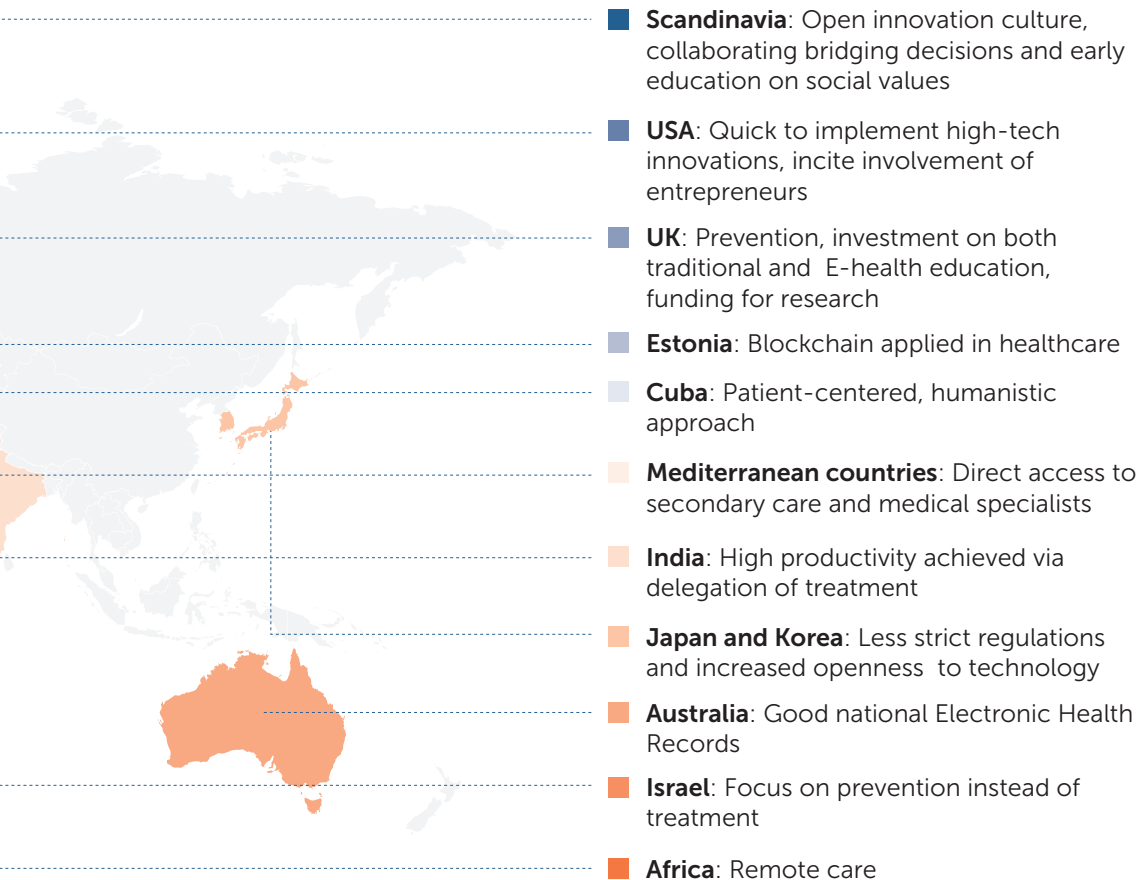 Scandinavia: Open innovation culture,
collaborating bridging decisions and early
education on social values
USA: Quick to implement high-tech
innovations, incite involvement of
entrepreneurs
UK: Prevention, investment on both
traditional and  E-health education,
funding for research
Estonia: Blockchain applied in healthcare
Cuba: Patient-centered, humanistic
approach
Mediterranean countries: Direct access to
secondary care and medical specialists
India: High productivity achieved via
delegation of treatment
Japan and Korea: Less strict regulations
and increased openness  to technology
Australia: Good national Electronic Health
Records
Israel: Focus on prevention instead of
treatment
Africa: Remote care